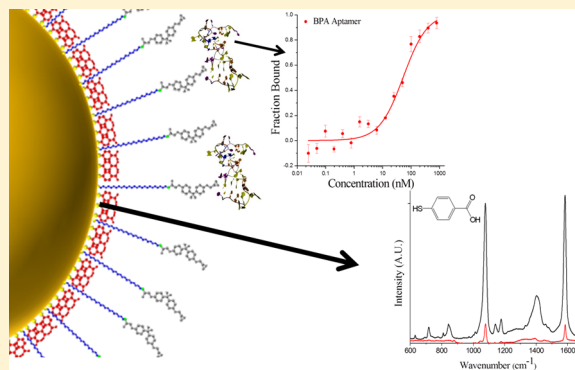 BPA Aptamer
Fraction Bound
1.0
0.8
0.6
0.4
0.2
0.0
0.01 0.1 1 10 100 1000
Concentration (nM)
HS
O
OH
Intensity (A.U.)
600 800 1000 1200 1400 1600
Wavenumber (cm⁻¹)